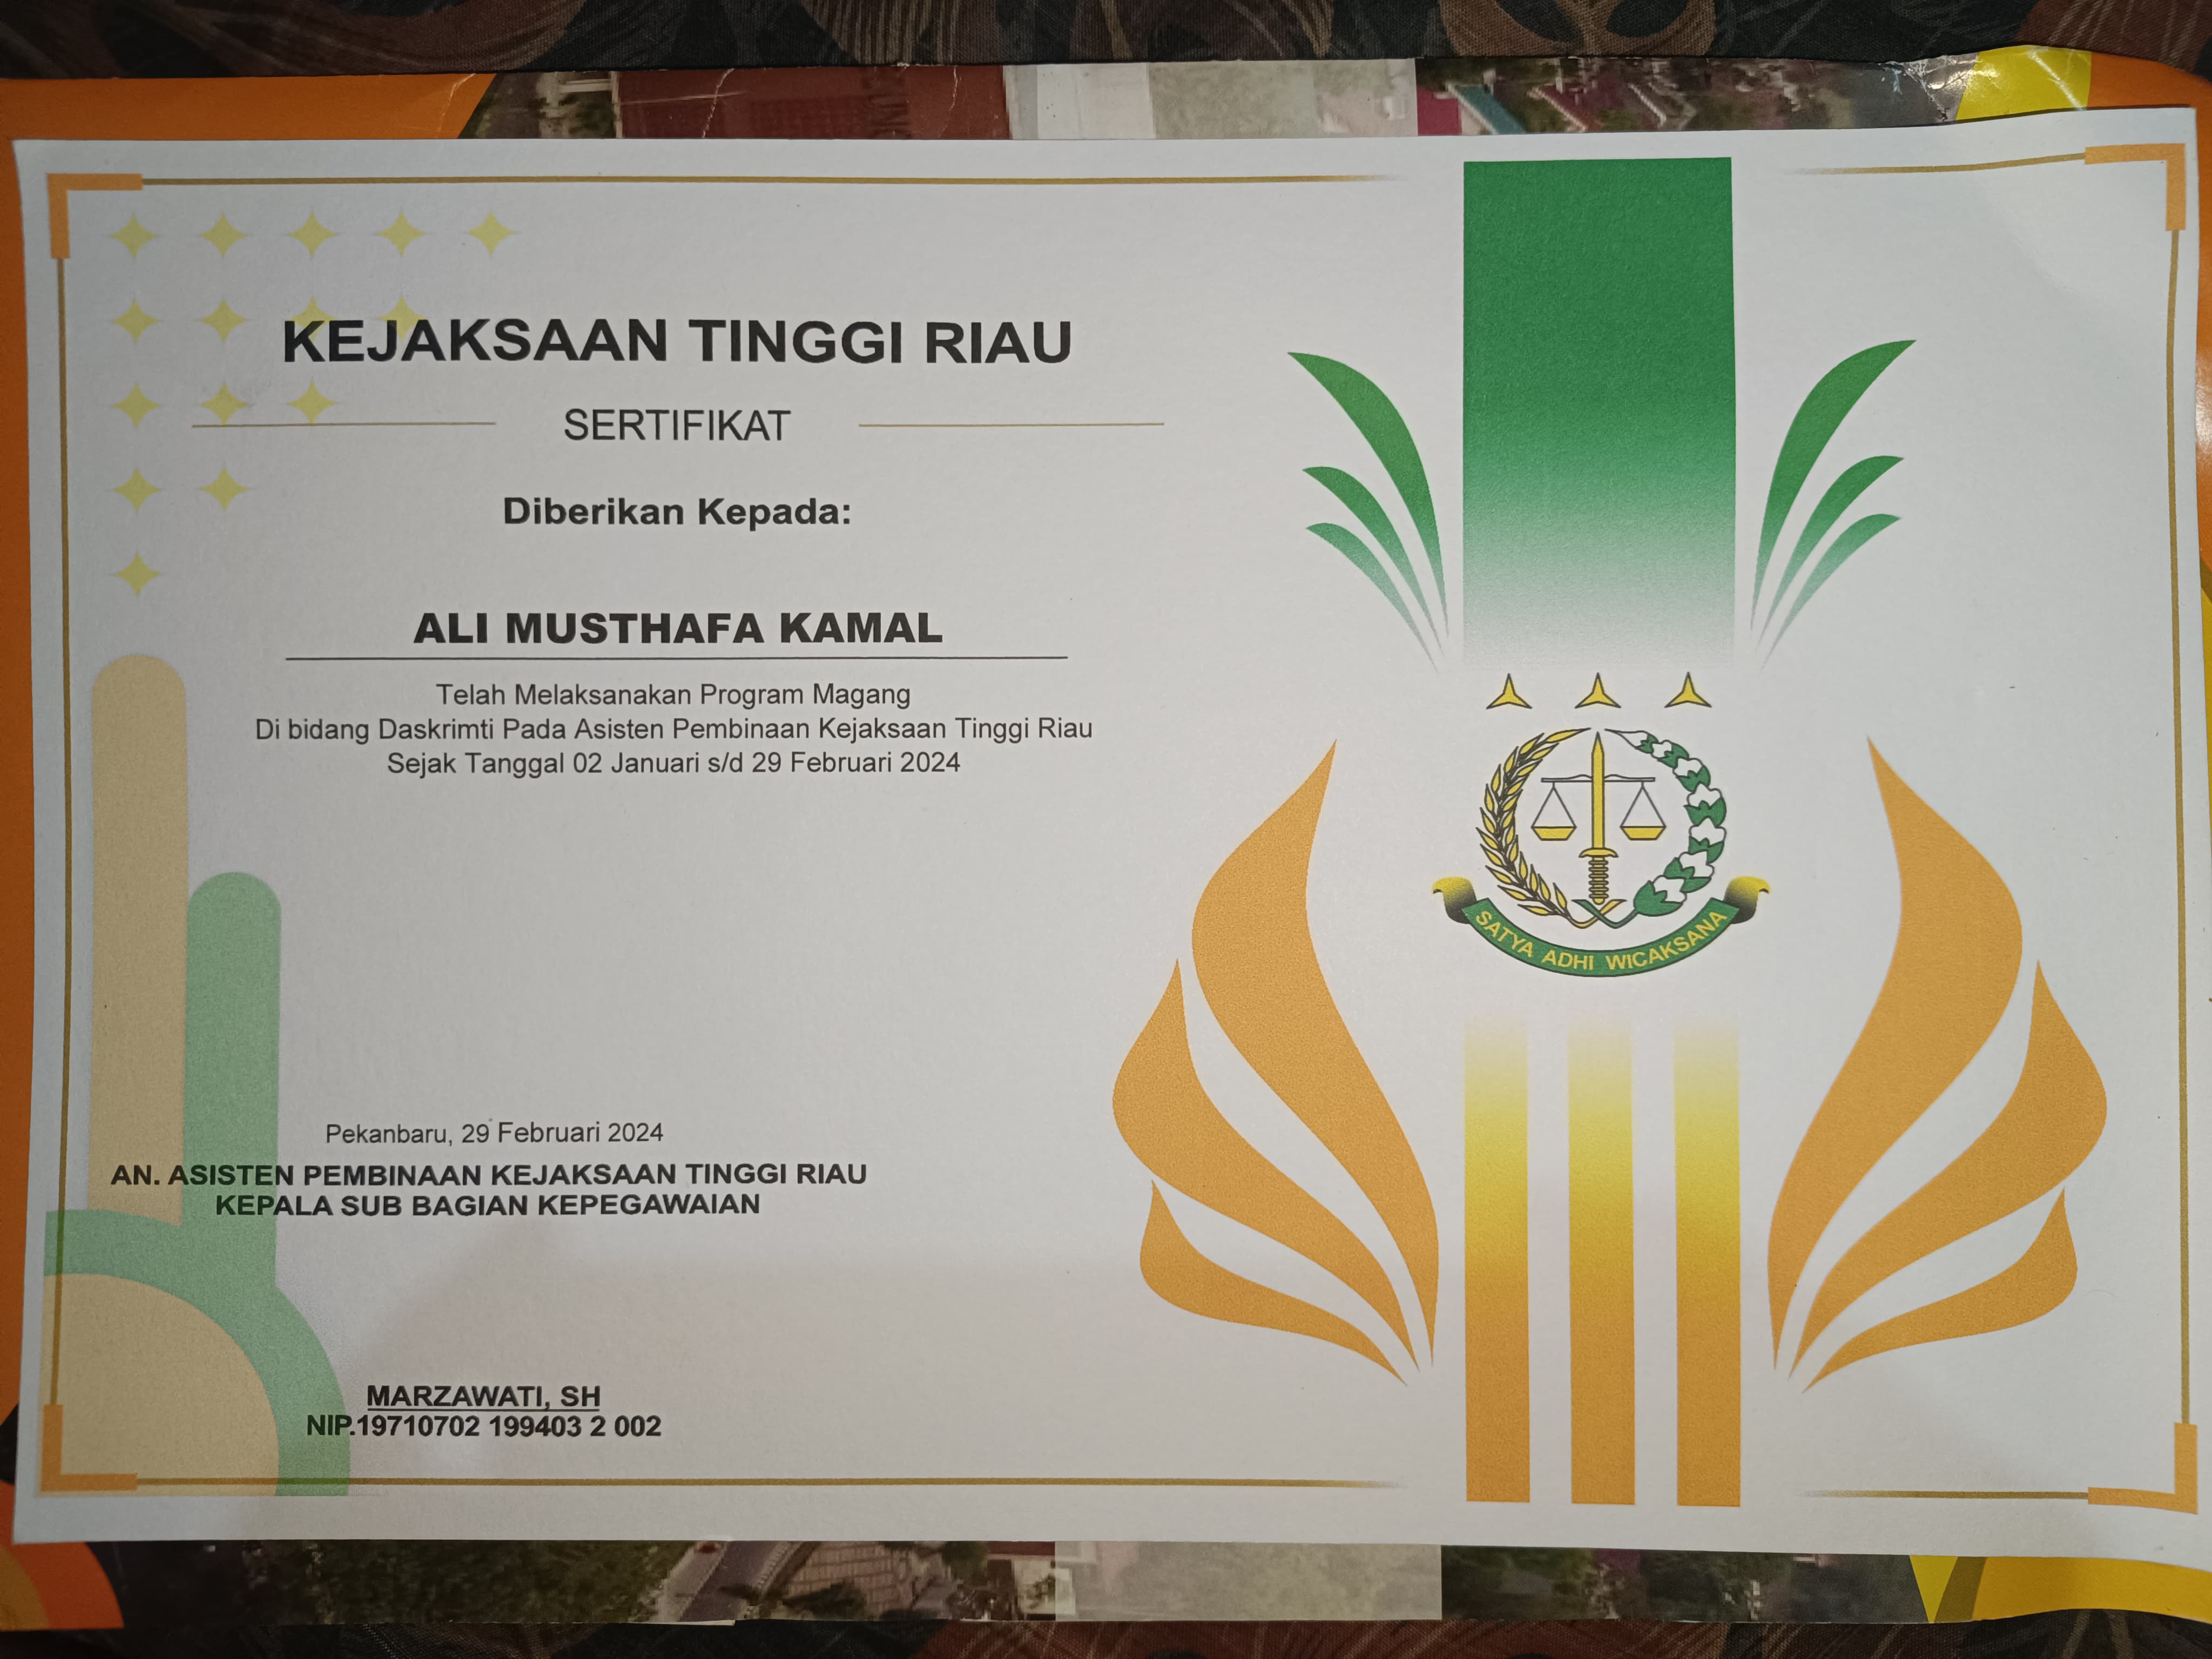 KEJAKSAAN TINGGI RIAU
SERTIFIKAT
Diberikan Kepada:
ALI MUSTHAFA KAMAL
Telah Melaksanakan Program Magang
Di bidang Daskrimti Pada Asisten Pembinaan Kejaksaan Tinggi Riau
Sejak Tanggal 02 Januari s/d 29 Februari 2024
Pekanbaru, 29 Februari 2024
AN. ASISTEN PEMBINAAN KEJAKSAAN TINGGI RIAU
KEPALA SUB BAGIAN KEPEGAWAIAN
MARZAWATI, SH
NIP.19710702 199403 2 002
SATYA ADHI WICAKSANA